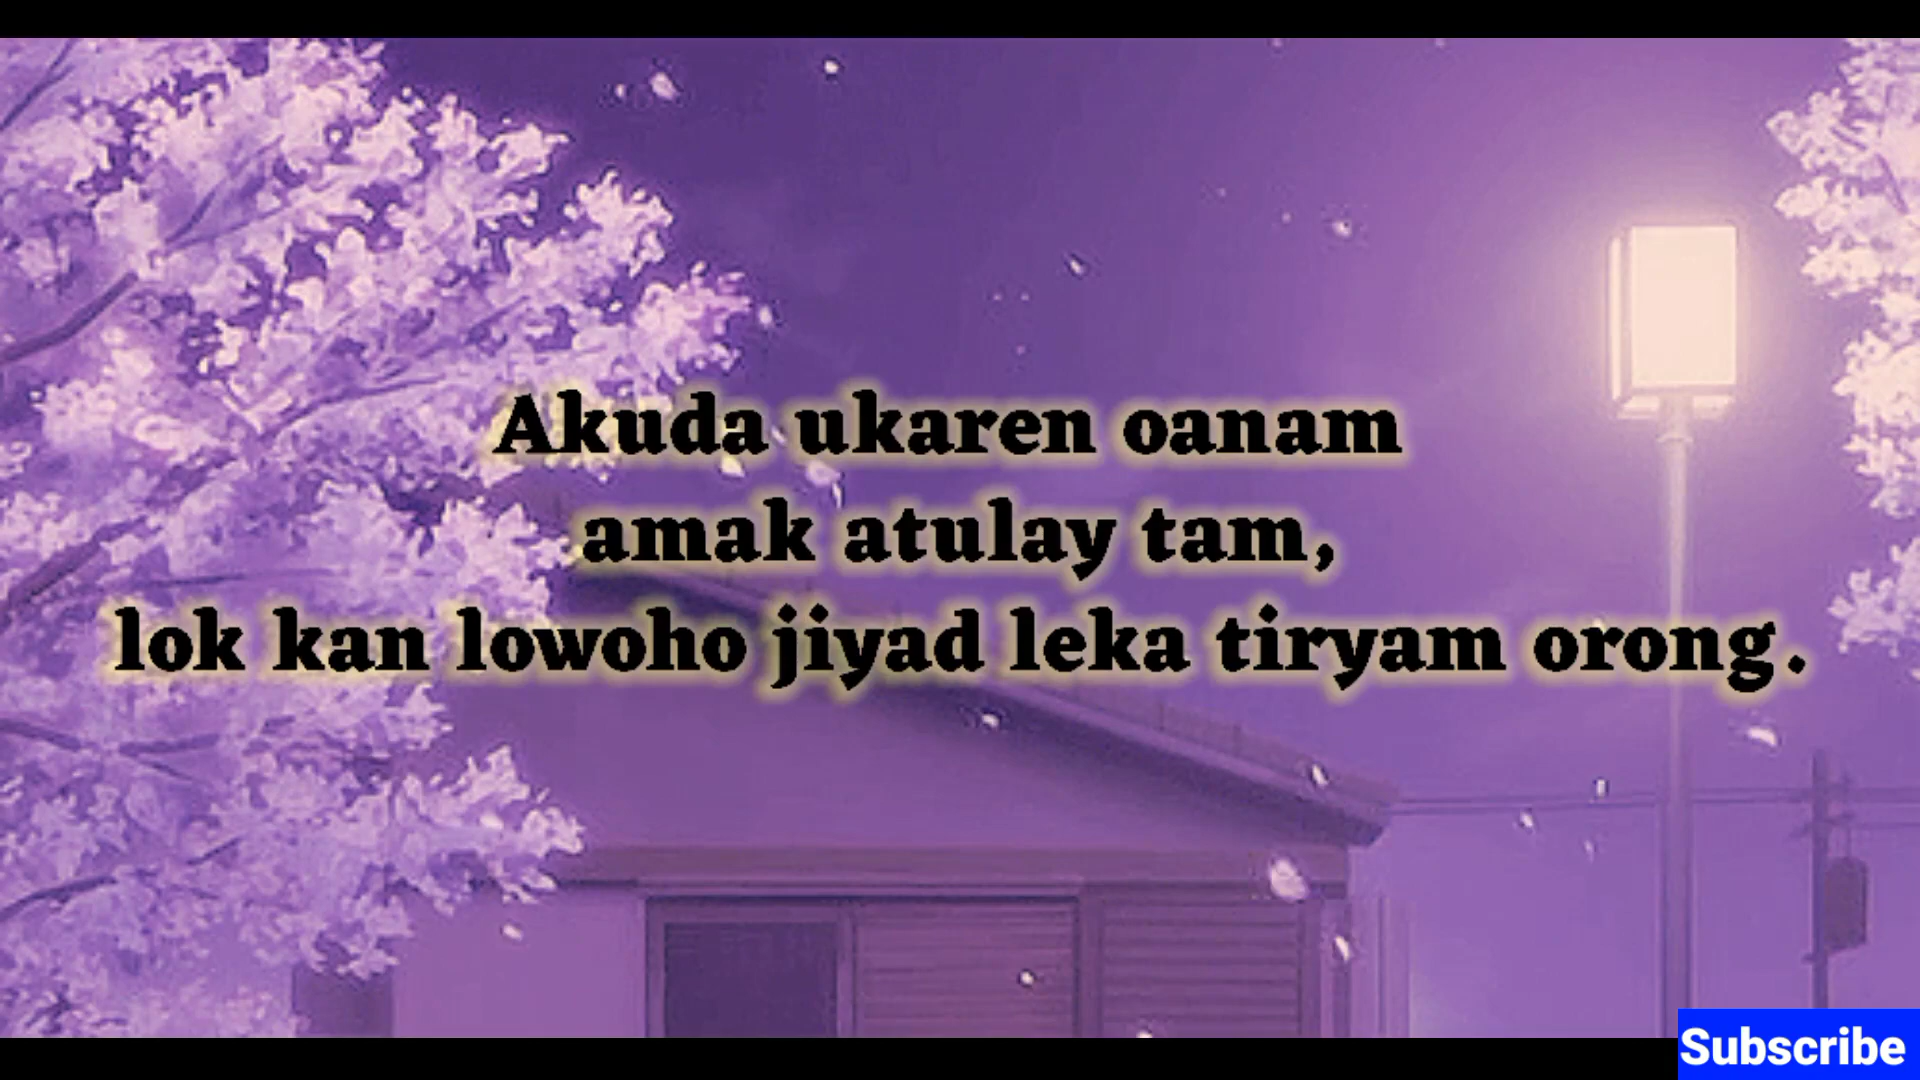 Akuda ukaren oanam
amak atulay tam,
lok kan lowoho jiyad leka tiryam orong.
Subscribe